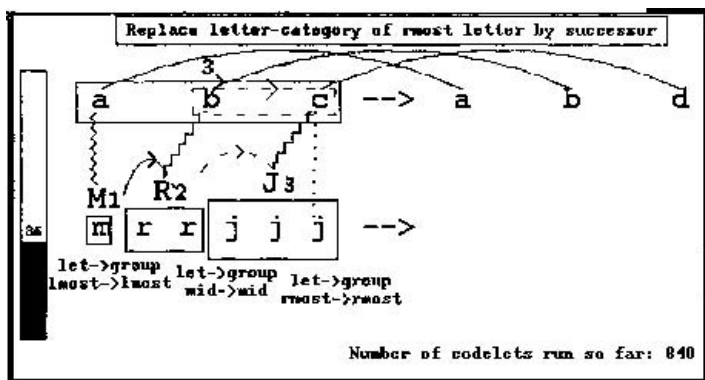 Replace letter-category of rmost letter by successor
3
a b c --> a b d
M1 R2 J3
m r r j j j -->
let->group let->group let->group
lmost->lmost mid->mid rmost->rmost
Number of codelets run so far: 840